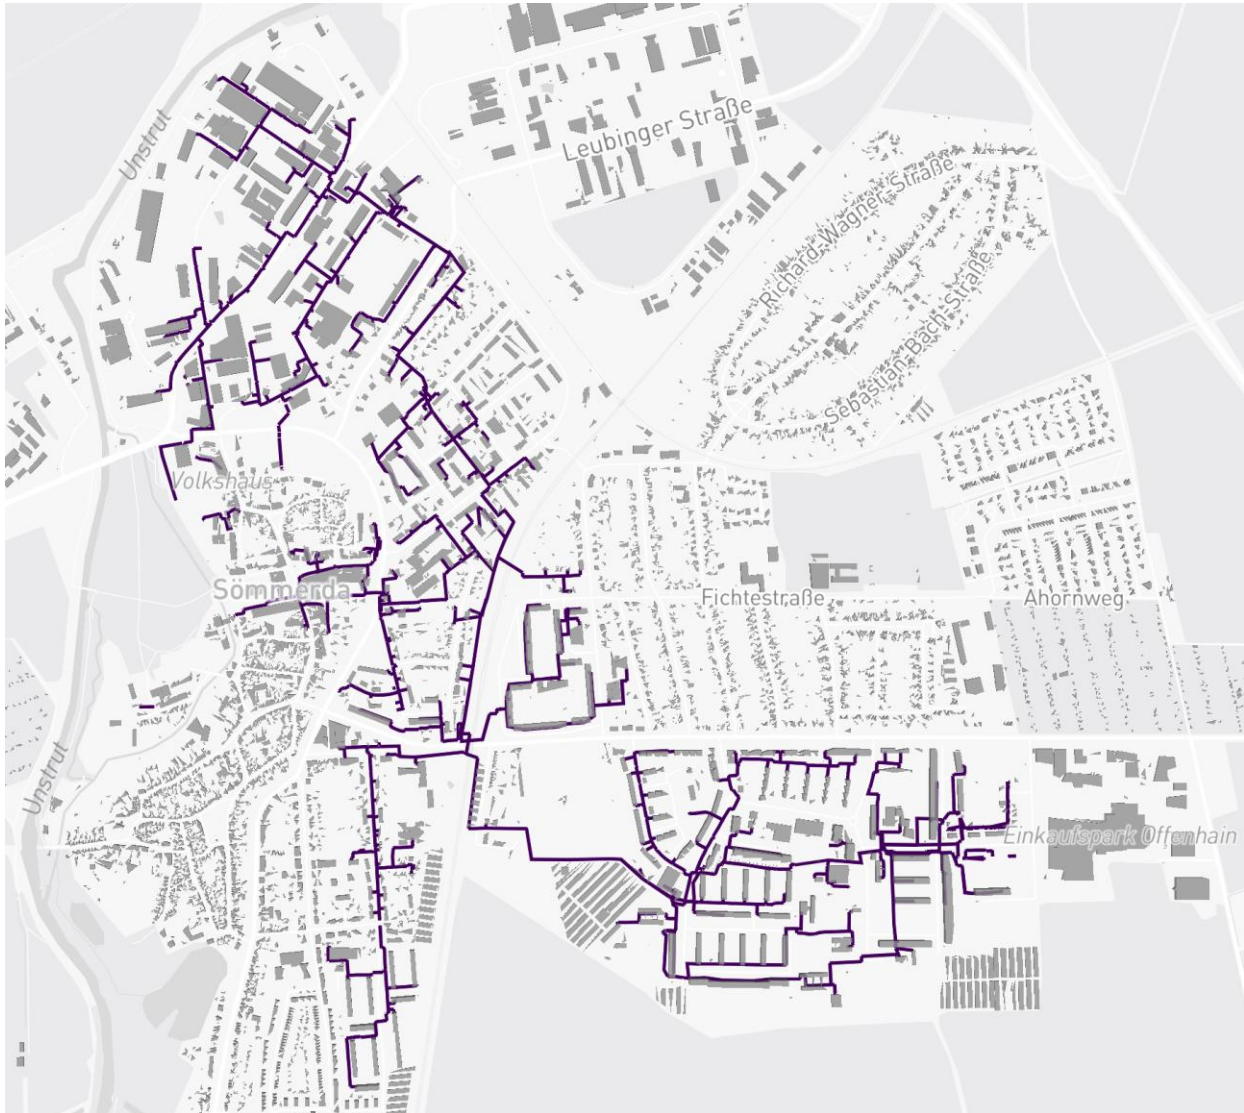 Unstrut
Leubinger Straße
Richard-Wagner-Straße
Sebastian-Bach-Straße
Volkshaus
Sömmerda
Fichtestraße
Ahornweg
Unstrut
Einkaufspark Offenhain